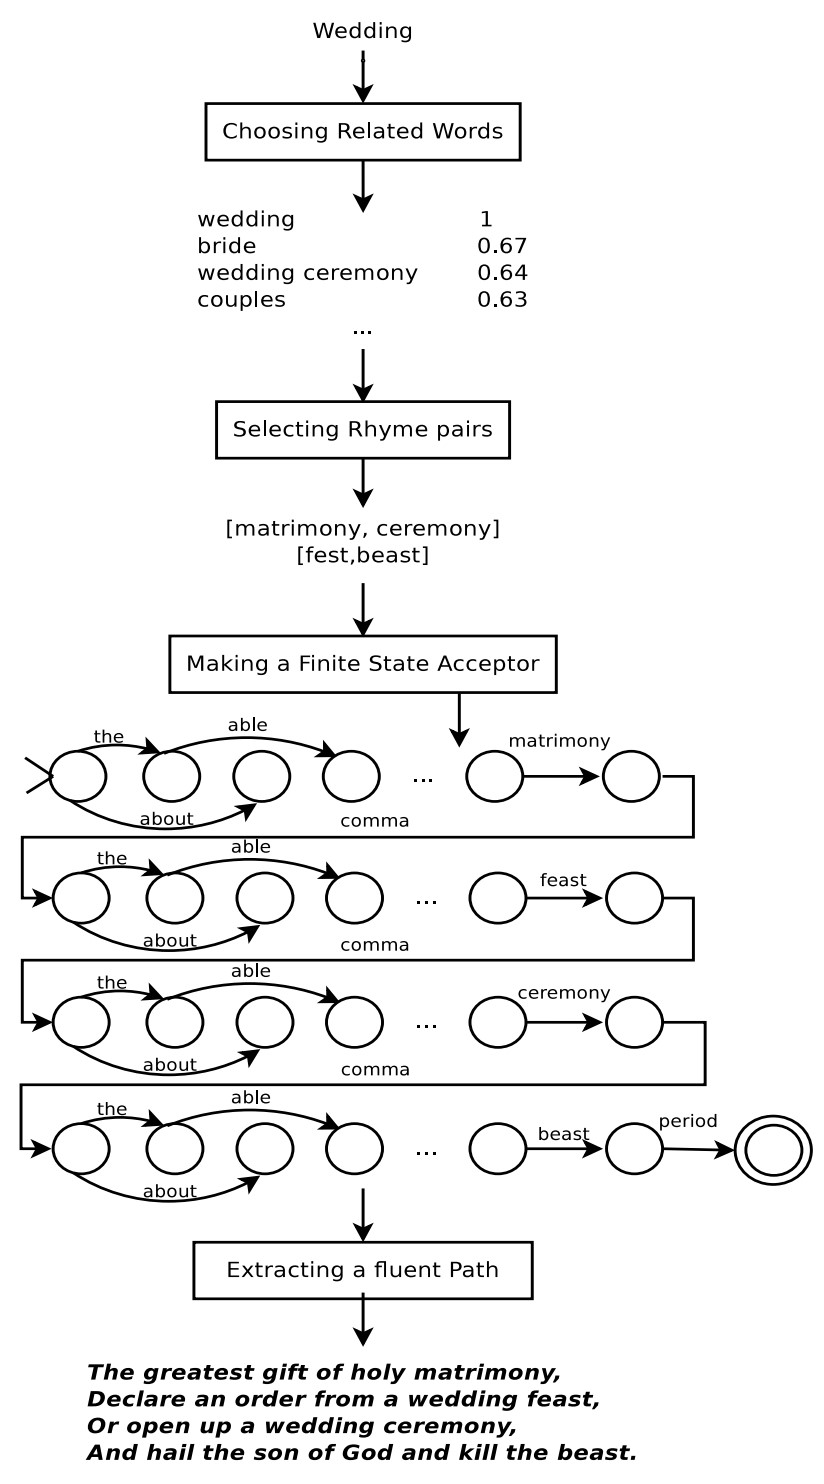 Wedding
Choosing Related Words
wedding 1
bride 0.67
wedding ceremony 0.64
couples 0.63
...
Selecting Rhyme pairs
[matrimony, ceremony]
[fest,beast]
Making a Finite State Acceptor
the able matrimony
...
about comma
the able feast
...
about comma
the able ceremony
...
about comma
the able beast period
...
about
Extracting a fluent Path
The greatest gift of holy matrimony,
Declare an order from a wedding feast,
Or open up a wedding ceremony,
And hail the son of God and kill the beast.